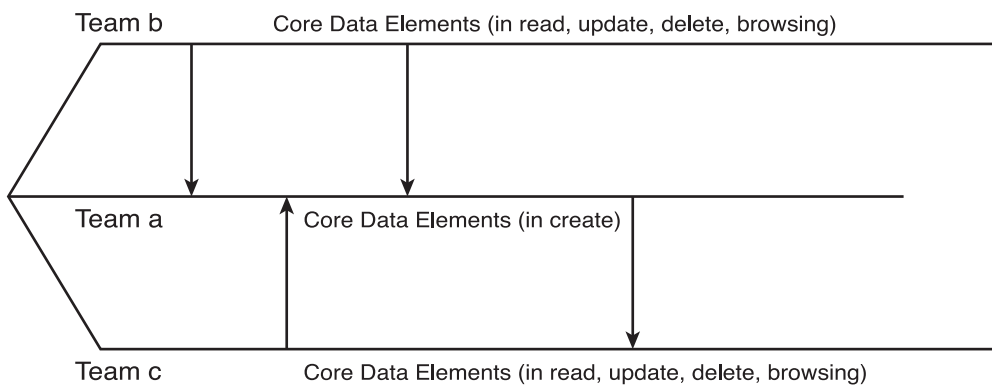 Team b
Core Data Elements (in read, update, delete, browsing)
Team a
Core Data Elements (in create)
Team c
Core Data Elements (in read, update, delete, browsing)